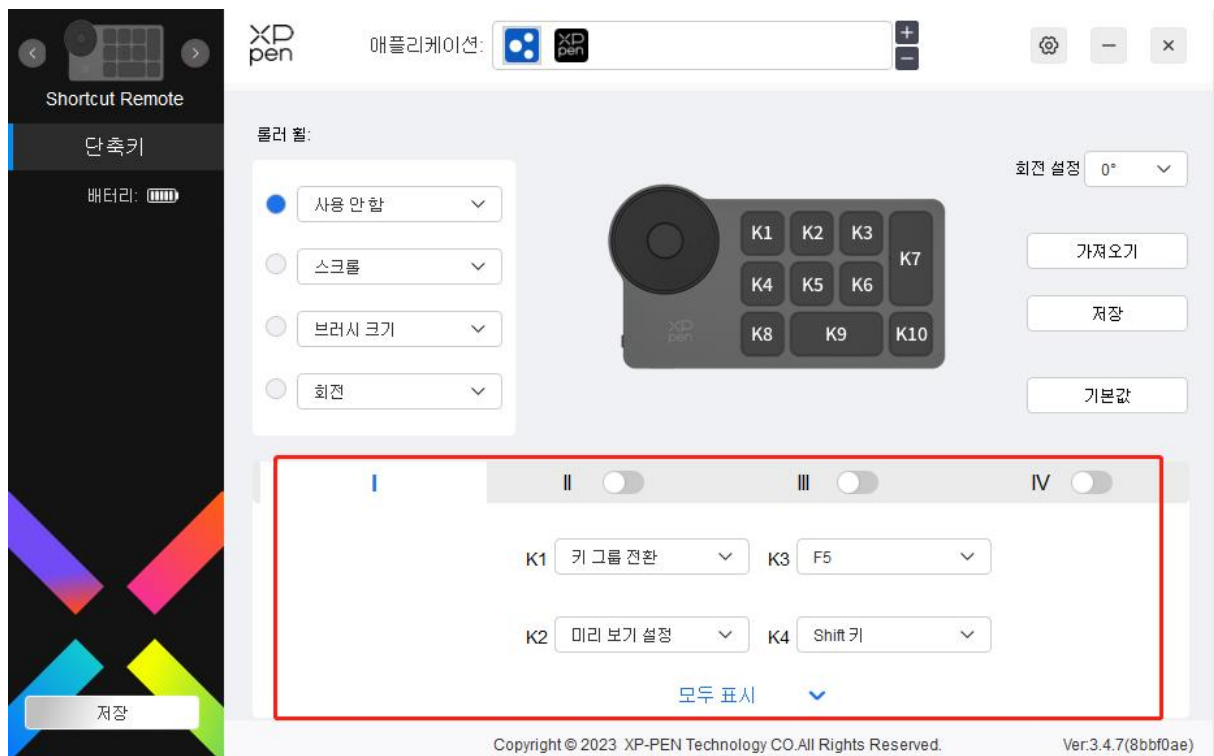 Shortcut Remote
단축키
배터리:
저장
XP
pen
애플리케이션:
XP
pen
롤러 휠:
사용 안 함
스크롤
브러시 크기
회전
K1 K2 K3
K7
K4 K5 K6
K8 K9 K10
XP
pen
회전 설정 0°
가져오기
저장
기본값
I II III IV
K1 키 그룹 전환 K3 F5
K2 미리 보기 설정 K4 Shift 키
모두 표시
Copyright © 2023 XP-PEN Technology CO.All Rights Reserved. Ver:3.4.7(8bbf0ae)